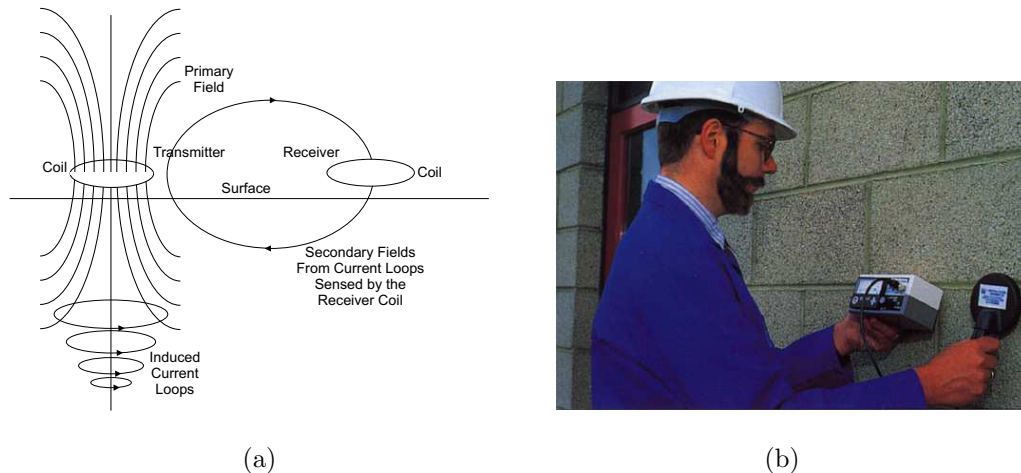 Primary
Field
Coil
Transmitter
Receiver
Coil
Surface
Secondary Fields
From Current Loops
Sensed by the
Receiver Coil
Induced
Current
Loops
(a)
(b)